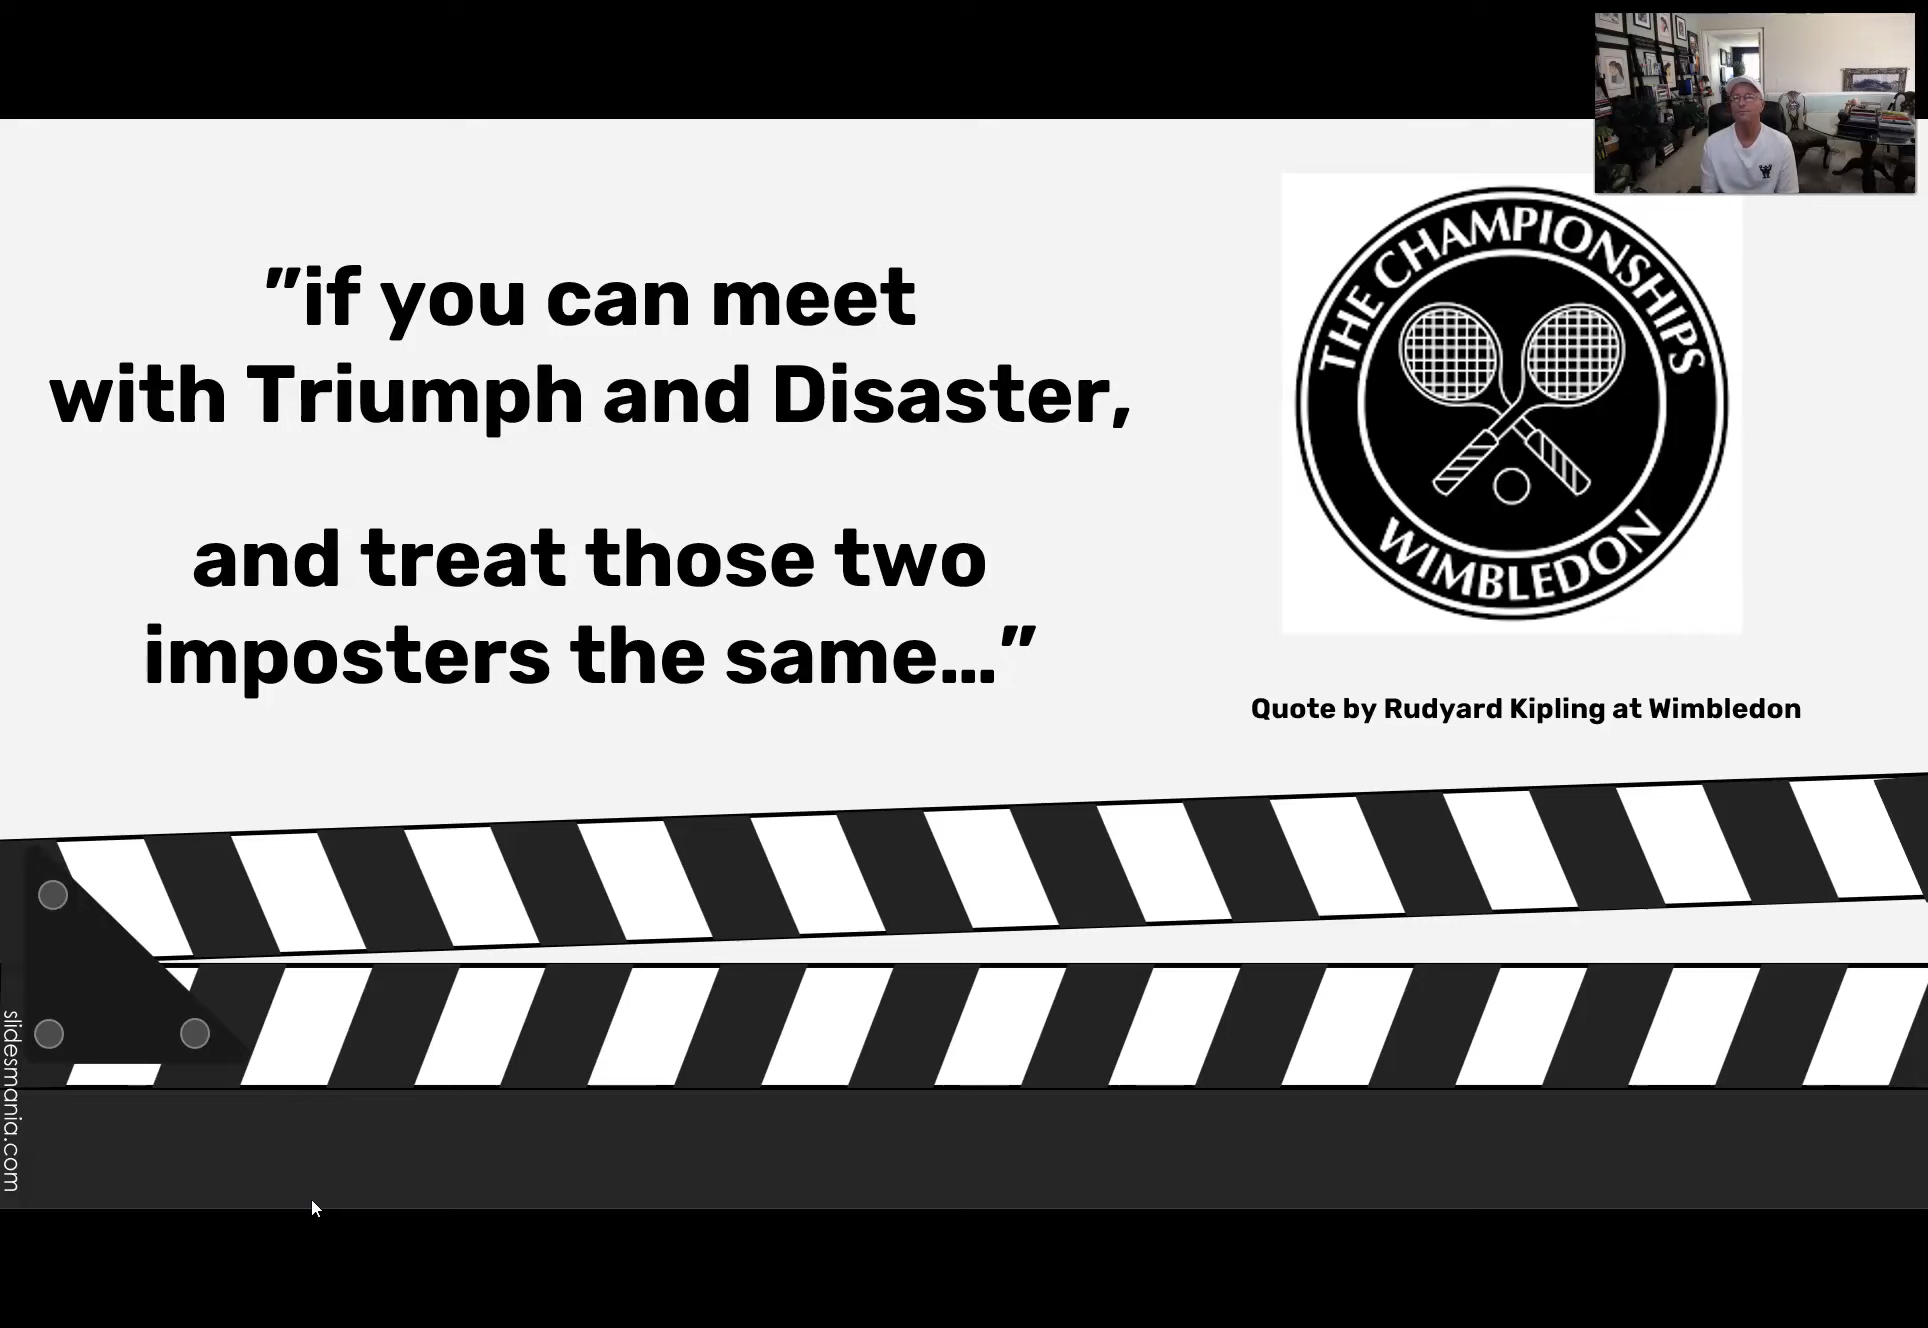 ”if you can meet
with Triumph and Disaster,
and treat those two
imposters the same...”
THE CHAMPIONSHIPS
WIMBLEDON
Quote by Rudyard Kipling at Wimbledon
slidesmania.com